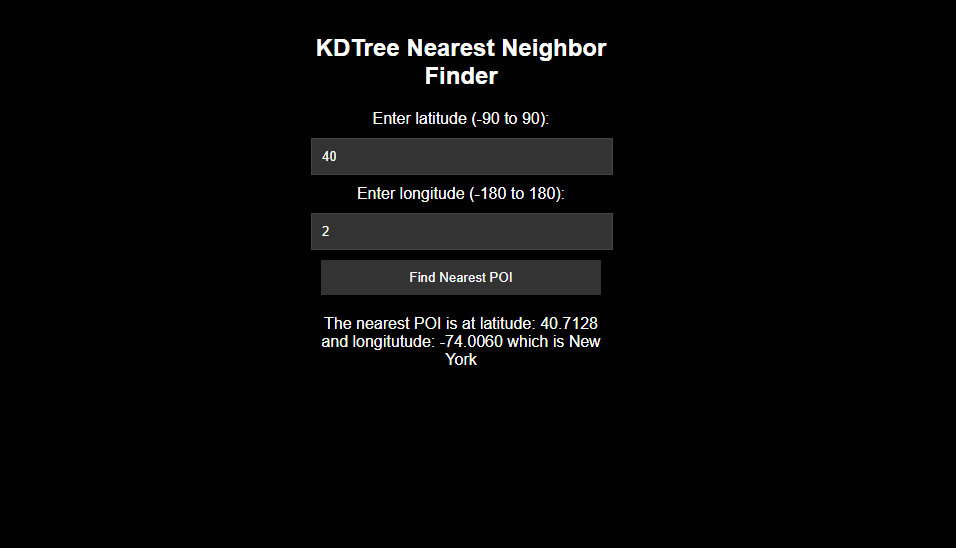 KDTree Nearest Neighbor
Finder
Enter latitude (-90 to 90):
40
Enter longitude (-180 to 180):
2
Find Nearest POI
The nearest POI is at latitude: 40.7128
and longitutude: -74.0060 which is New
York